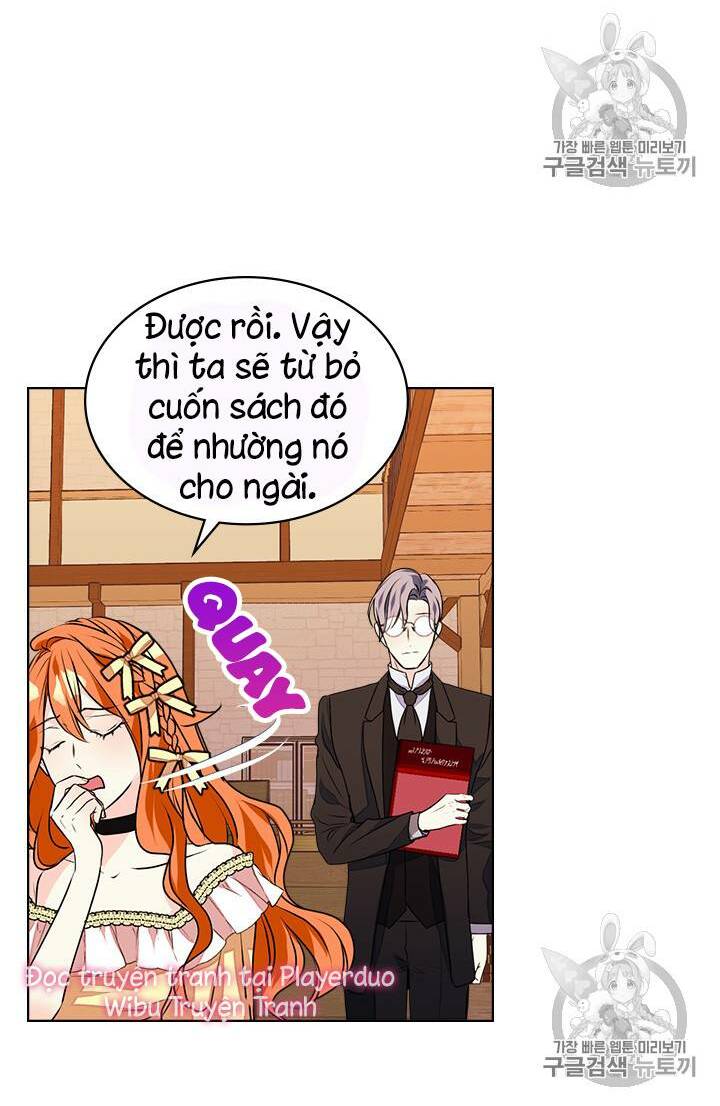 가장 빠른 웹툰 미리보기
구글검색 뉴토끼
Được rồi. Vậy
thì ta sẽ từ bỏ
cuốn sách đó
để nhường nó
cho ngài.
QUAY
Đọc truyện tranh tại Playerduo
Wibu Truyện Tranh
가장 빠른 웹툰 미리보기
구글검색 뉴토끼